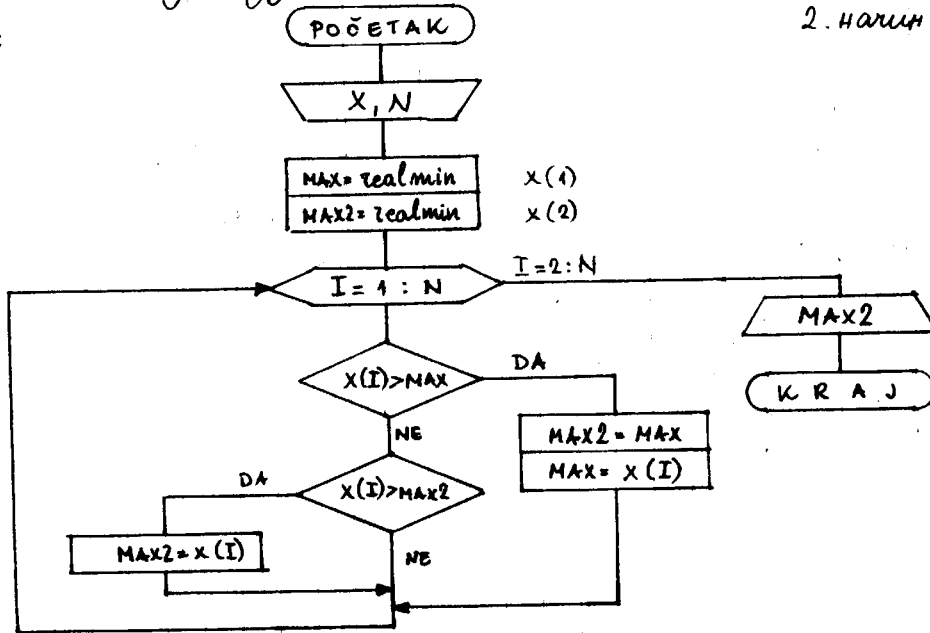 2. начин
POČETAK
X, N
MAX = realmin X(1)
MAX2 = realmin X(2)
I = 1 : N I = 2 : N
MAX2
X(I)>MAX DA
KRAJ
NE
MAX2 = MAX
MAX = X(I)
DA X(I)>MAX2
MAX2 = X(I) NE